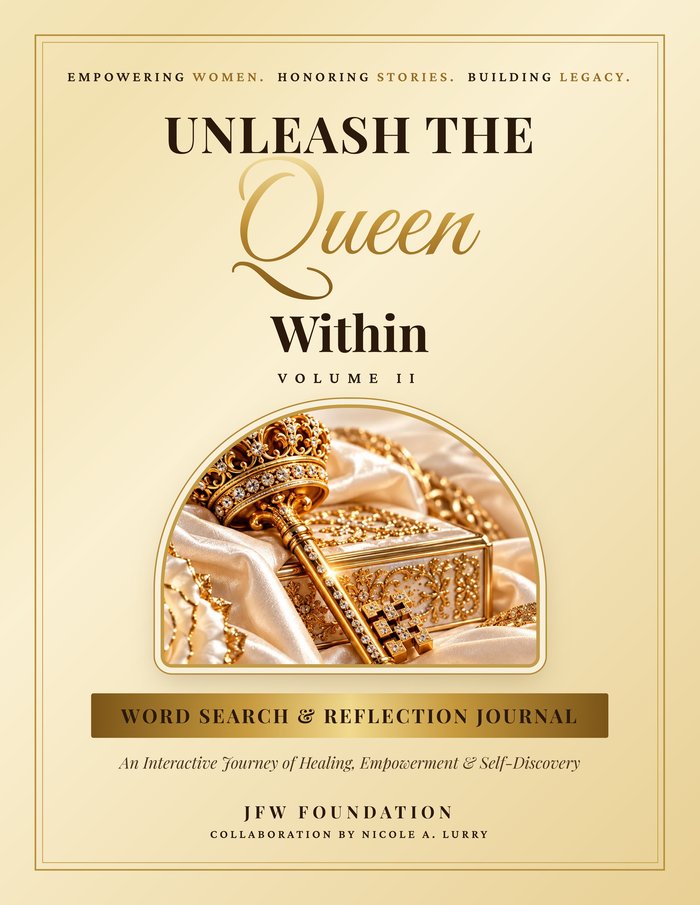 EMPOWERING WOMEN. HONORING STORIES. BUILDING LEGACY.
UNLEASH THE
Queen
Within
VOLUME II
WORD SEARCH & REFLECTION JOURNAL
An Interactive Journey of Healing, Empowerment & Self-Discovery
JFW FOUNDATION
COLLABORATION BY NICOLE A. LURRY